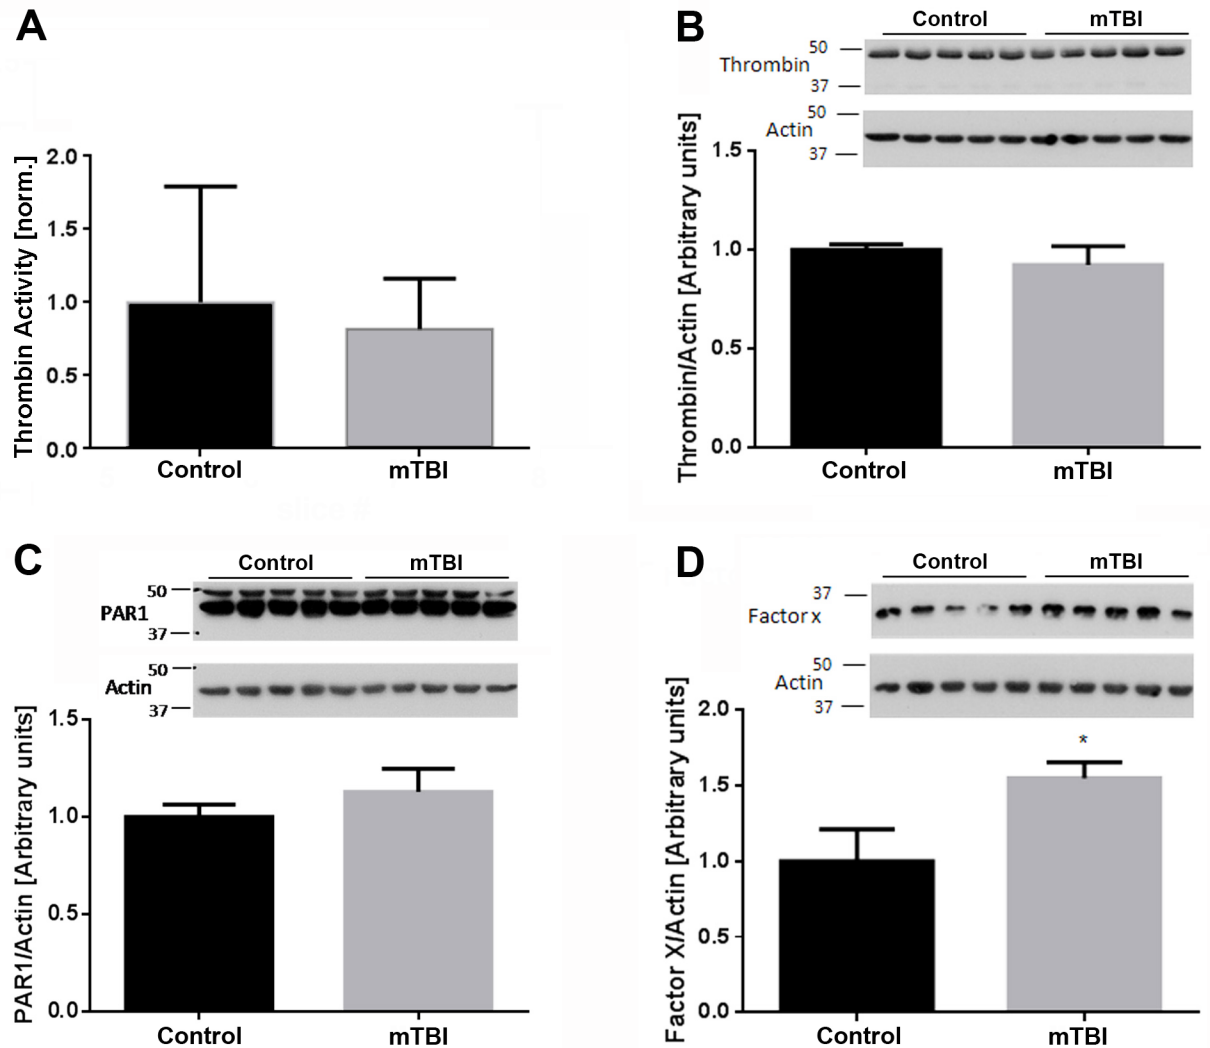 A
Thrombin Activity [norm.]
2.0
1.5
1.0
0.5
0.0
Control
mTBI
B
Control
mTBI
Thrombin
50
37
Actin
50
37
Thrombin/Actin [Arbitrary units]
1.5
1.0
0.5
0.0
Control
mTBI
C
Control
mTBI
PAR1
50
37
Actin
50
37
PAR1/Actin [Arbitrary units]
1.5
1.0
0.5
0.0
Control
mTBI
D
Control
mTBI
Factor x
37
Actin
50
37
Factor X/Actin [Arbitrary units]
2.0
1.5
1.0
0.5
0.0
*
Control
mTBI